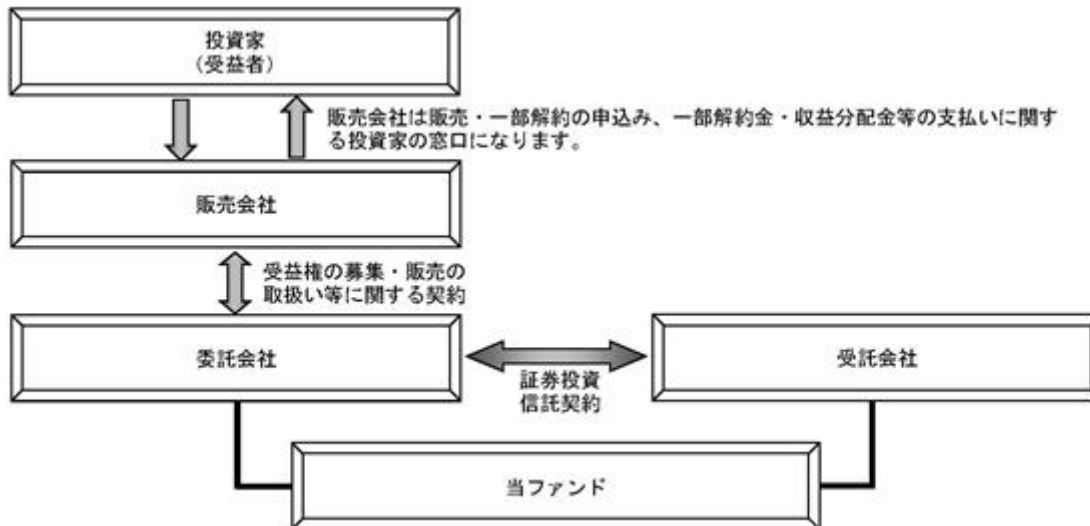 投資家
（受益者）
販売会社は販売・一部解約の申込み、一部解約金・収益分配金等の支払いに関す
る投資家の窓口になります。
販売会社
受益権の募集・販売の
取扱い等に関する契約
委託会社
受託会社
証券投資
信託契約
当ファンド